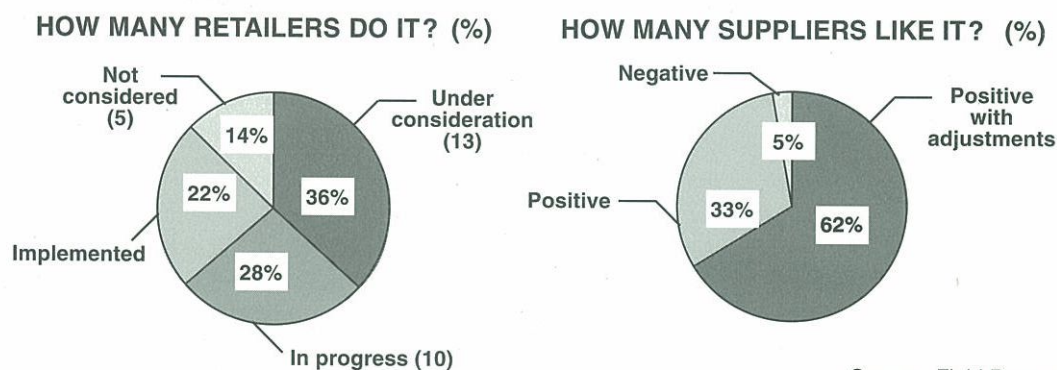 HOW MANY RETAILERS DO IT? (%)
Not
considered
(5)
Under
consideration
(13)
14%
22%
36%
28%
Implemented
In progress (10)
HOW MANY SUPPLIERS LIKE IT? (%)
Negative
Positive
with
adjustments
5%
Positive
33%
62%